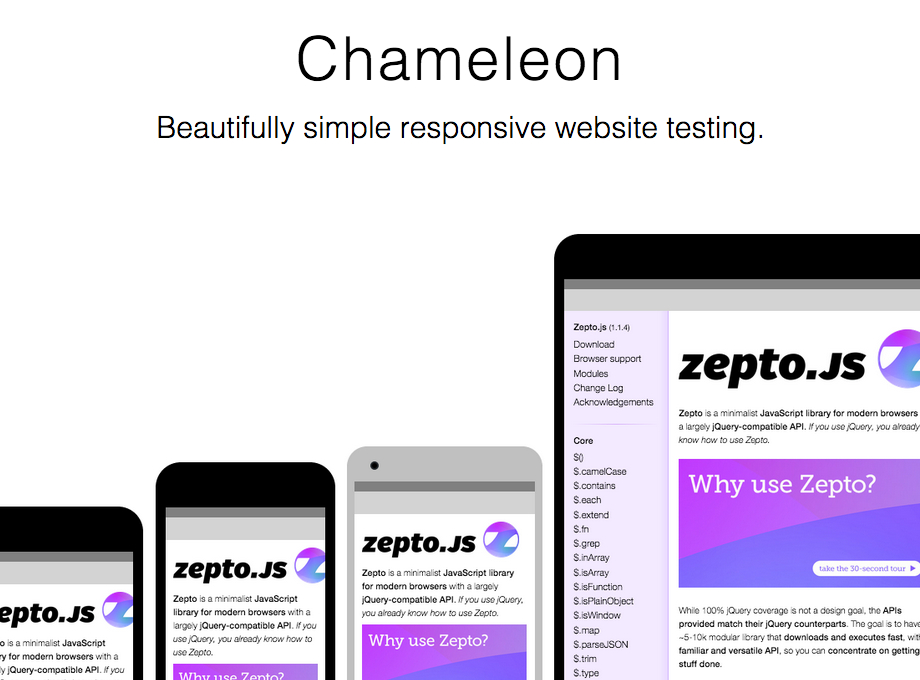 Chameleon
Beautifully simple responsive website testing.
Zepto.js (1.1.4)
Download
Browser support
Modules
Change Log
Acknowledgements
Core
$()
$.camelCase
$.contains
$.each
$.extend
$.fn
$.grep
$.inArray
$.isArray
$.isFunction
$.isPlainObject
$.isWindow
$.map
$.parseJSON
$.trim
$.type
zepto.JS
Zepto is a minimalist JavaScript library for modern browsers
a largely jQuery-compatible API. If you use jQuery, you already
know how to use Zepto.
Why use Zepto?
take the 30-second tour
While 100% jQuery coverage is not a design goal, the APIs
provided match their jQuery counterparts. The goal is to have
~5-10k modular library that downloads and executes fast, wit
familiar and versatile API, so you can concentrate on getting
stuff done.
zepto.JS
Zepto is a minimalist JavaScript library
for modern browsers with a largely
jQuery-compatible API. If you use jQuery,
you already know how to use Zepto.
Why use Zepto?
zepto.JS
Zepto is a minimalist JavaScript
library for modern browsers with a
largely jQuery-compatible API. If you
use jQuery, you already know how to
use Zepto.
Why use Zepto?
epto.JS
o is a minimalist JavaScript
ry for modern browsers with a
ly jQuery-compatible API. If you